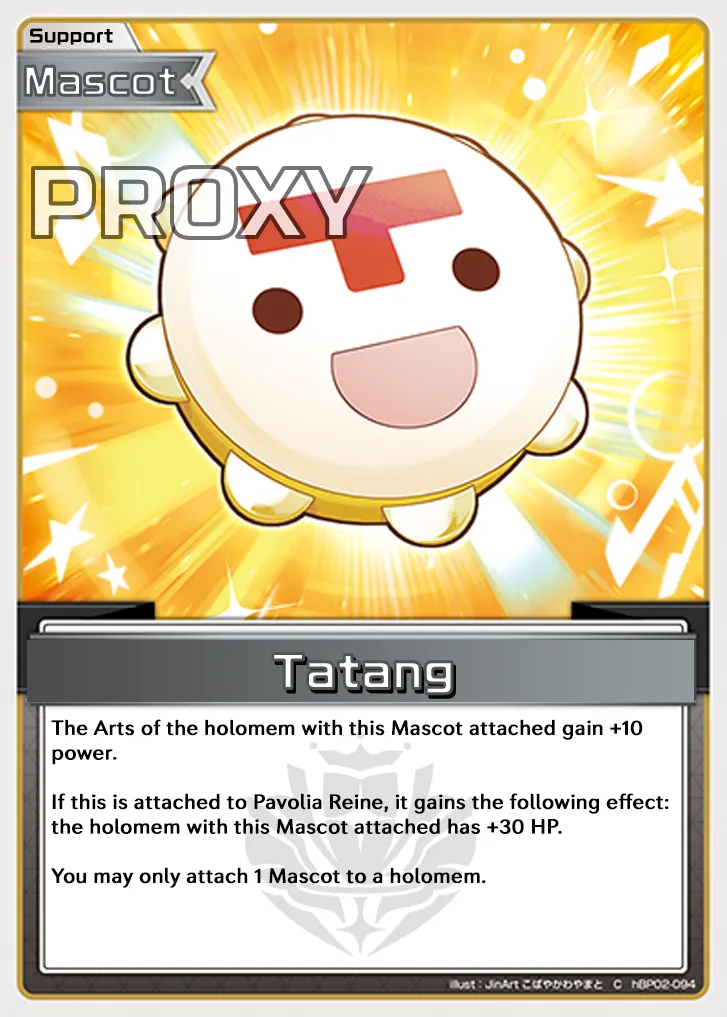 Support
Mascot
PROXY
T
Tatang
The Arts of the holomem with this Mascot attached gain +10
power.
If this is attached to Pavolia Reine, it gains the following effect:
the holomem with this Mascot attached has +30 HP.
You may only attach 1 Mascot to a holomem.
illust : JinArt こばやかわやまと C hBP02-094